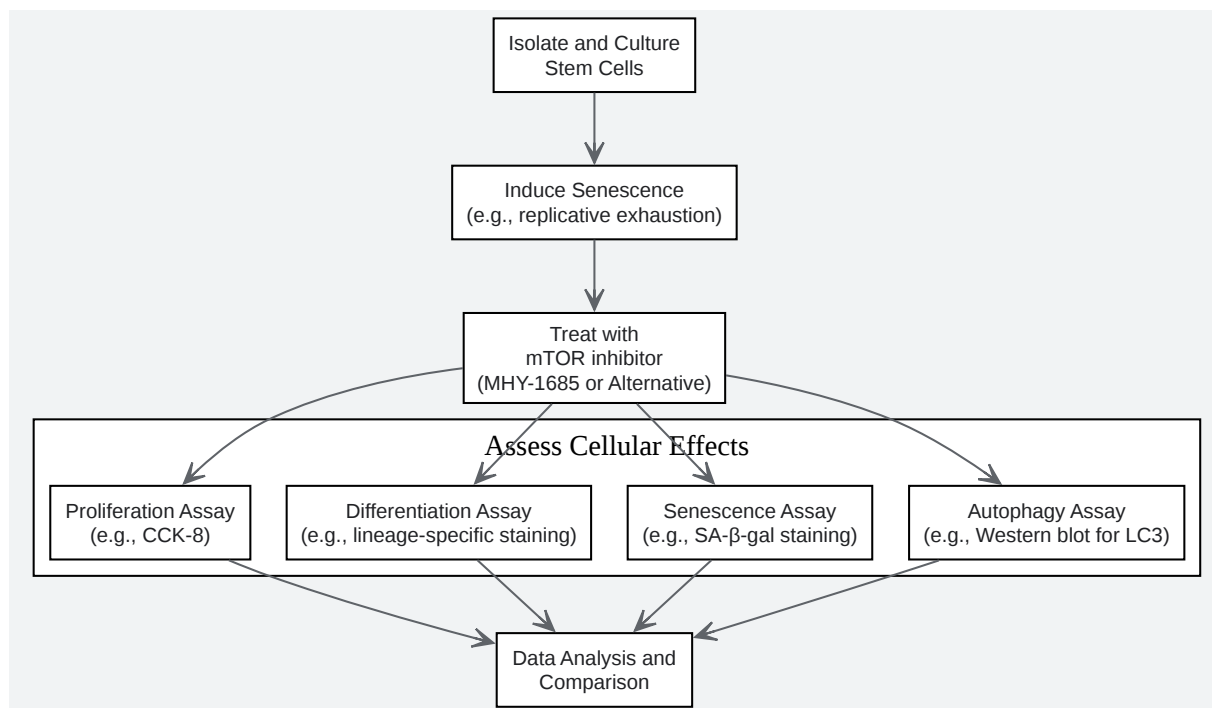 Isolate and Culture
Stem Cells
Induce Senescence
(e.g., replicative exhaustion)
Treat with
mTOR inhibitor
(MHY-1685 or Alternative)
Assess Cellular Effects
Proliferation Assay
(e.g., CCK-8)
Differentiation Assay
(e.g., lineage-specific staining)
Senescence Assay
(e.g., SA-β-gal staining)
Autophagy Assay
(e.g., Western blot for LC3)
Data Analysis and
Comparison